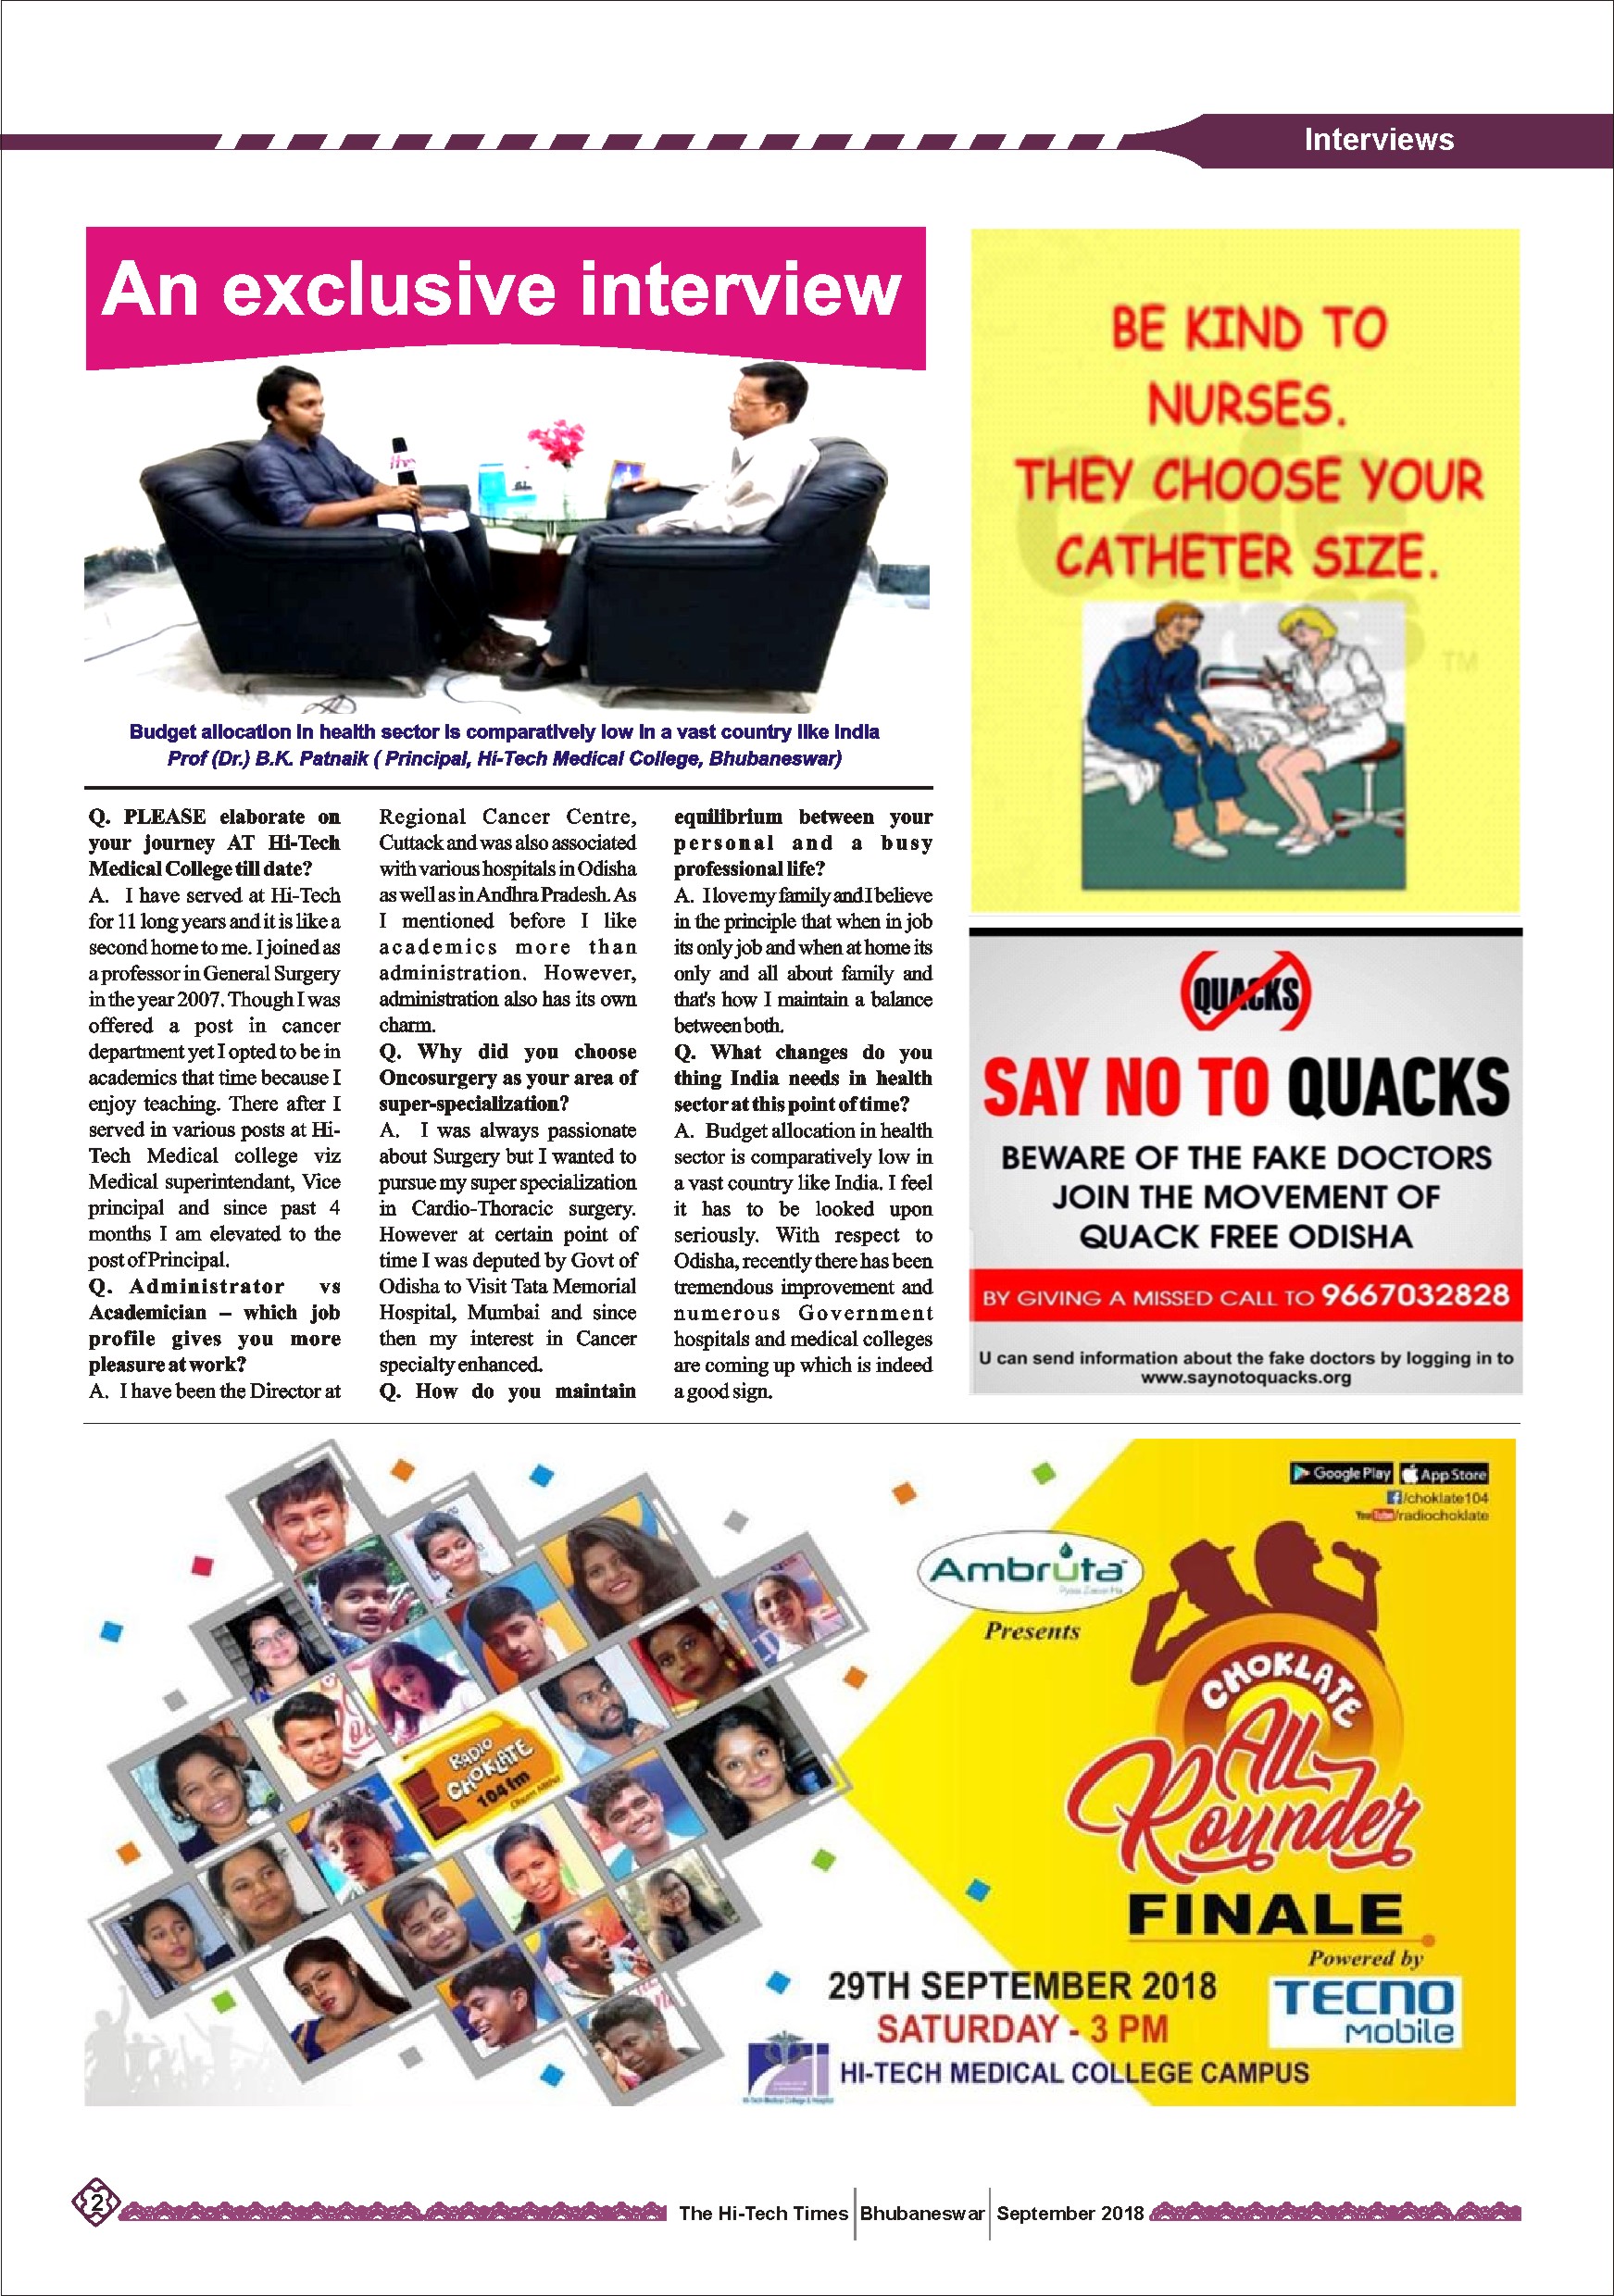 Interviews
An exclusive interview
Budget allocation in health sector is comparatively low in a vast country like India
Prof (Dr.) B.K. Patnaik ( Principal, Hi-Tech Medical College, Bhubaneswar)
Q. PLEASE elaborate on
your journey AT Hi-Tech
Medical College till date?
A. I have served at Hi-Tech
for 11 long years and it is like a
second home to me. I joined as
a professor in General Surgery
in the year 2007. Though I was
offered a post in cancer
department yet I opted to be in
academics that time because I
enjoy teaching. There after I
served in various posts at Hi-
Tech Medical college viz
Medical superintendant, Vice
principal and since past 4
months I am elevated to the
post of Principal.
Q. Administrator vs
Academician – which job
profile gives you more
pleasure at work?
A. I have been the Director at
Regional Cancer Centre,
Cuttack and was also associated
with various hospitals in Odisha
as well as in Andhra Pradesh. As
I mentioned before I like
academics more than
administration. However,
administration also has its own
charm.
Q. Why did you choose
Oncosurgery as your area of
super-specialization?
A. I was always passionate
about Surgery but I wanted to
pursue my super specialization
in Cardio-Thoracic surgery.
However at certain point of
time I was deputed by Govt of
Odisha to Visit Tata Memorial
Hospital, Mumbai and since
then my interest in Cancer
specialty enhanced.
Q. How do you maintain
equilibrium between your
personal and a busy
professional life?
A. I love my family and I believe
in the principle that when in job
its only job and when at home its
only and all about family and
that's how I maintain a balance
between both.
Q. What changes do you
thing India needs in health
sector at this point of time?
A. Budget allocation in health
sector is comparatively low in
a vast country like India. I feel
it has to be looked upon
seriously. With respect to
Odisha, recently there has been
tremendous improvement and
numerous Government
hospitals and medical colleges
are coming up which is indeed
a good sign.
BE KIND TO
NURSES.
THEY CHOOSE YOUR
CATHETER SIZE.
TM
QUACKS
SAY NO TO QUACKS
BEWARE OF THE FAKE DOCTORS
JOIN THE MOVEMENT OF
QUACK FREE ODISHA
BY GIVING A MISSED CALL TO 9667032828
U can send information about the fake doctors by logging in to
www.saynotoquacks.org
Google Play App Store
/choklate104
YouTube/radiochoklate
Ambruta
Presents
CHOKLATE
All
Rounder
FINALE
Powered by
TECNO
mobile
RADIO
CHOKLATE
104 fm
29TH SEPTEMBER 2018
SATURDAY - 3 PM
HI-TECH MEDICAL COLLEGE CAMPUS
Hi-Tech Medical College & Hospital
2
The Hi-Tech Times Bhubaneswar September 2018